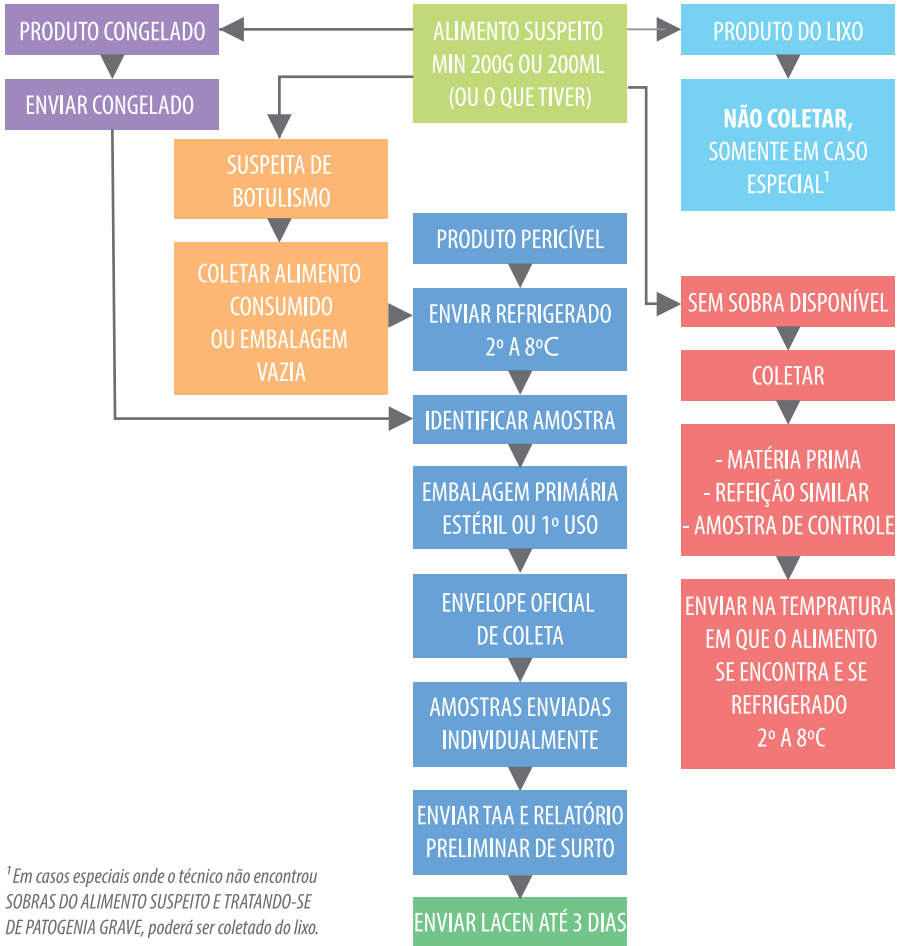 PRODUTO CONGELADO
ENVIAR CONGELADO
ALIMENTO SUSPEITO
MIN 200G OU 200ML
(OU O QUE TIVER)
PRODUTO DO LIXO
NÃO COLETAR,
SOMENTE EM CASO
ESPECIAL¹
SUSPEITA DE
BOTULISMO
COLETAR ALIMENTO
CONSUMIDO
OU EMBALAGEM
VAZIA
PRODUTO PERICÍVEL
ENVIAR REFRIGERADO
2º A 8ºC
IDENTIFICAR AMOSTRA
EMBALAGEM PRIMÁRIA
ESTÉRIL OU 1º USO
ENVELOPE OFICIAL
DE COLETA
AMOSTRAS ENVIADAS
INDIVIDUALMENTE
ENVIAR TAA E RELATÓRIO
PRELIMINAR DE SURTO
ENVIAR LACEN ATÉ 3 DIAS
SEM SOBRA DISPONÍVEL
COLETAR
- MATÉRIA PRIMA
- REFEIÇÃO SIMILAR
- AMOSTRA DE CONTROLE
ENVIAR NA TEMPRATURA
EM QUE O ALIMENTO
SE ENCONTRA E SE
REFRIGERADO
2º A 8ºC
¹ Em casos especiais onde o técnico não encontrou
SOBRAS DO ALIMENTO SUSPEITO E TRATANDO-SE
DE PATOGENIA GRAVE, poderá ser coletado do lixo.